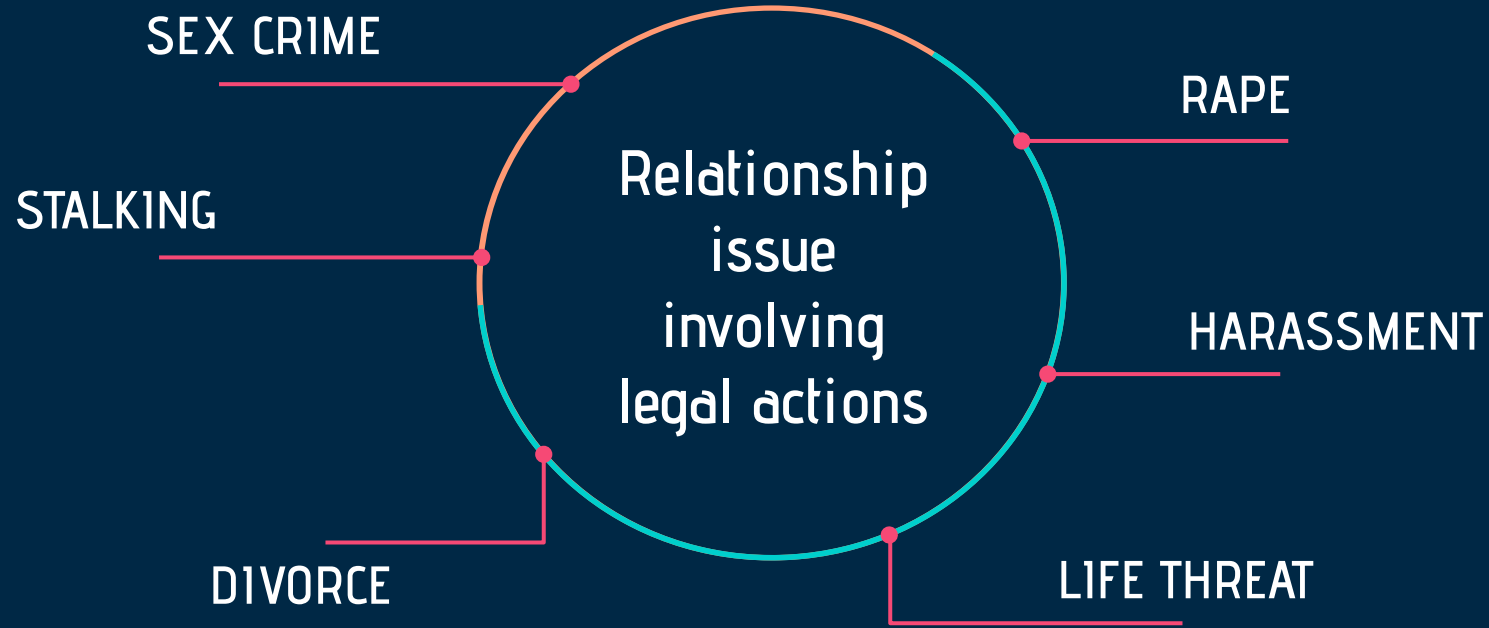 SEX CRIME
RAPE
STALKING
Relationship
issue
involving
legal actions
HARASSMENT
DIVORCE
LIFE THREAT